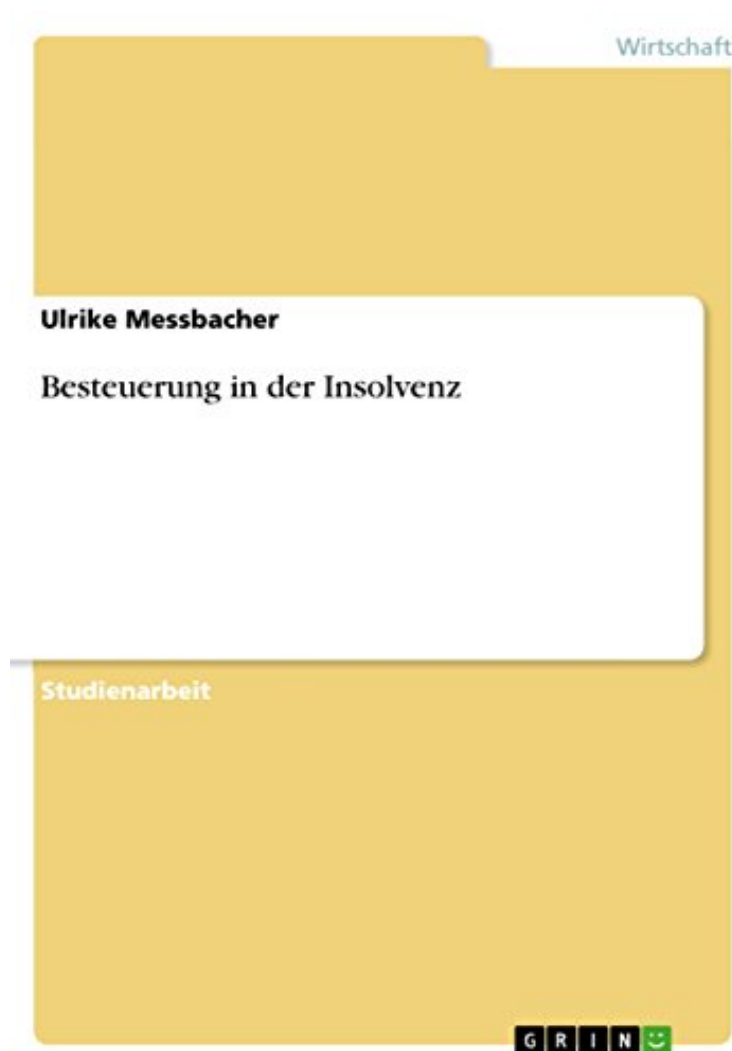 Wirtschaft
Ulrike Messbacher
Besteuerung in der Insolvenz
Studienarbeit
GRIN